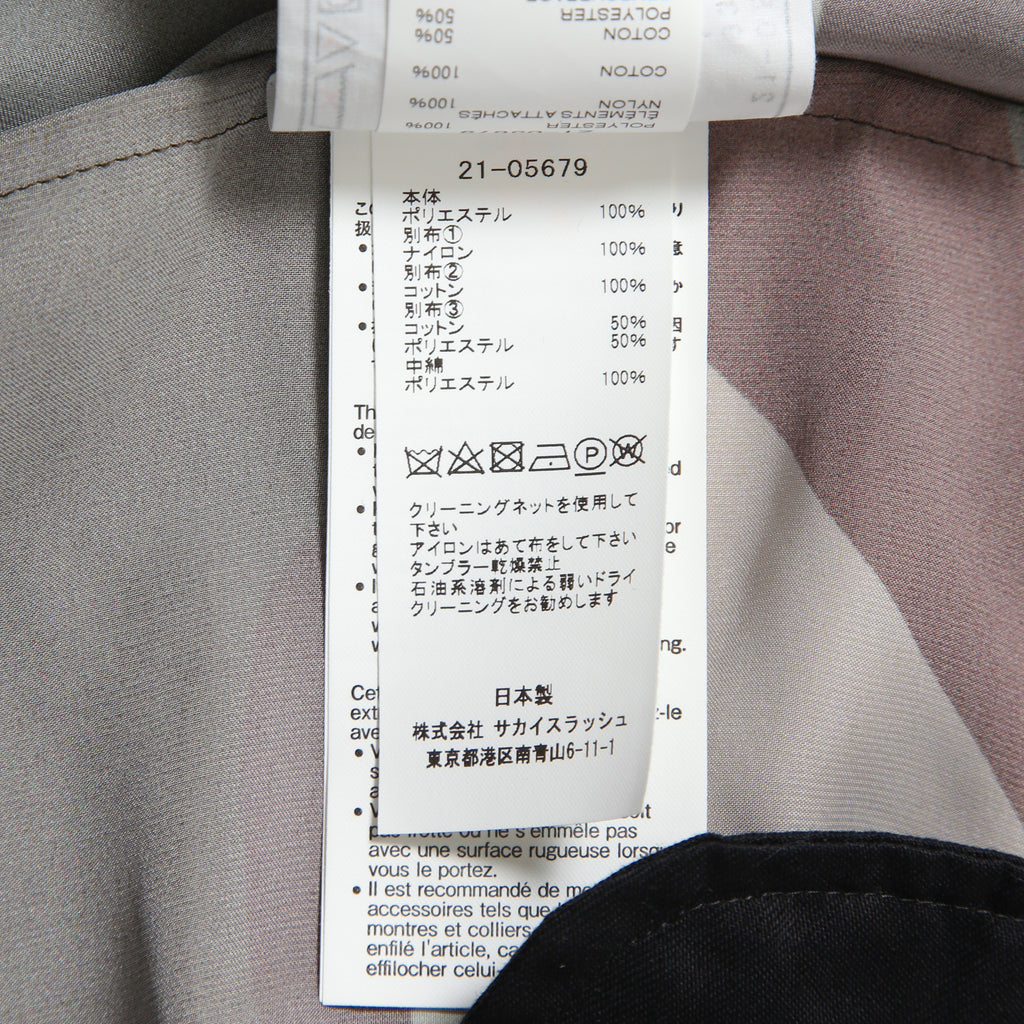 50%
POLYESTER
50%
COTON
100%
COTON
100%
NYLON
ÉLÉMENTS ATTACHÉS
100%
POLYESTER
21-05679
本体
ポリエステル 100%
別布①
ナイロン 100%
別布②
コットン 100%
別布③
コットン 50%
ポリエステル 50%
中綿
ポリエステル 100%
P
W
クリーニングネットを使用して
下さい
アイロンはあて布をして下さい
タンブラー乾燥禁止
石油系溶剤による弱いドライ
クリーニングをお勧めします
日本製
株式会社 サカイスラッシュ
東京都港区南青山6-11-1
pas frotté ou ne s'emmêle pas
avec une surface rugueuse
vous le portez.
• Il est recommandé de
accessoires tels que
montres et colliers
enfilé l'article,
effilocher